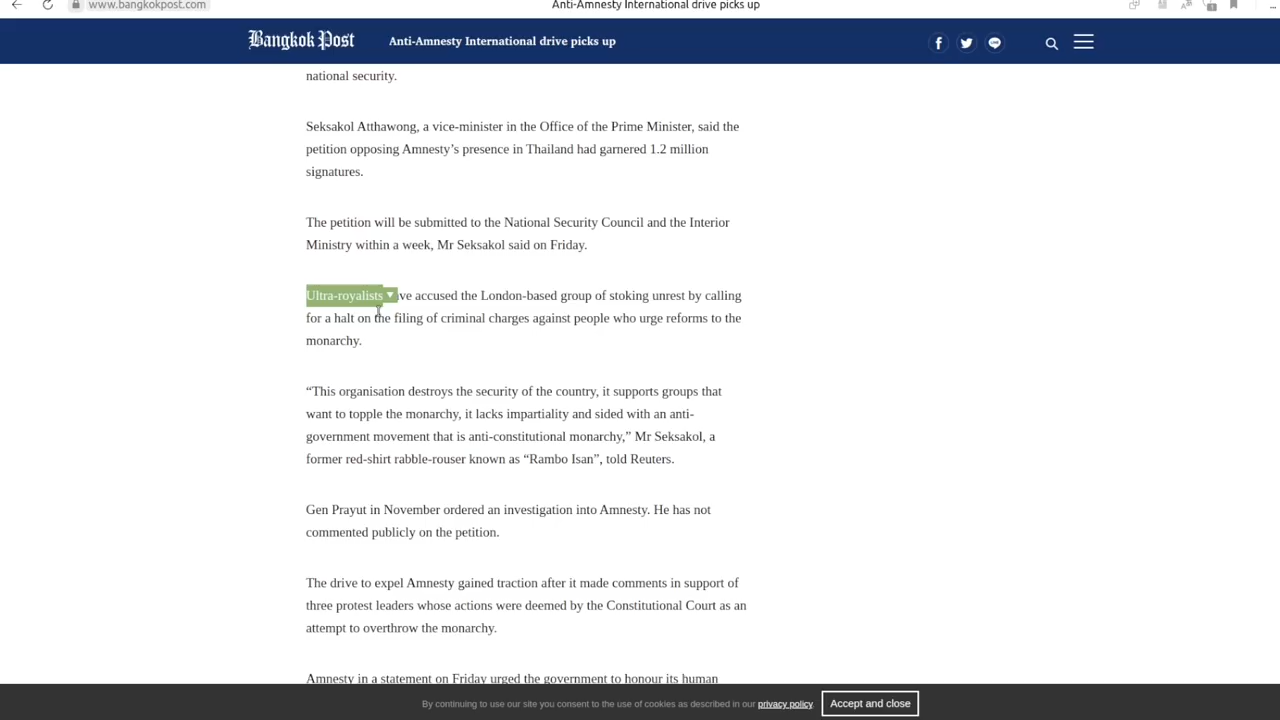 www.bangkokpost.com
Anti-Amnesty International drive picks up
Bangkok Post
Anti-Amnesty International drive picks up
national security.
Seksakol Atthawong, a vice-minister in the Office of the Prime Minister, said the
petition opposing Amnesty’s presence in Thailand had garnered 1.2 million
signatures.
The petition will be submitted to the National Security Council and the Interior
Ministry within a week, Mr Seksakol said on Friday.
Ultra-royalists ve accused the London-based group of stoking unrest by calling
for a halt on the filing of criminal charges against people who urge reforms to the
monarchy.
“This organisation destroys the security of the country, it supports groups that
want to topple the monarchy, it lacks impartiality and sided with an anti-
government movement that is anti-constitutional monarchy,” Mr Seksakol, a
former red-shirt rabble-rouser known as “Rambo Isan”, told Reuters.
Gen Prayut in November ordered an investigation into Amnesty. He has not
commented publicly on the petition.
The drive to expel Amnesty gained traction after it made comments in support of
three protest leaders whose actions were deemed by the Constitutional Court as an
attempt to overthrow the monarchy.
Amnesty in a statement on Friday urged the government to honour its human
By continuing to use our site you consent to the use of cookies as described in our privacy policy. Accept and close